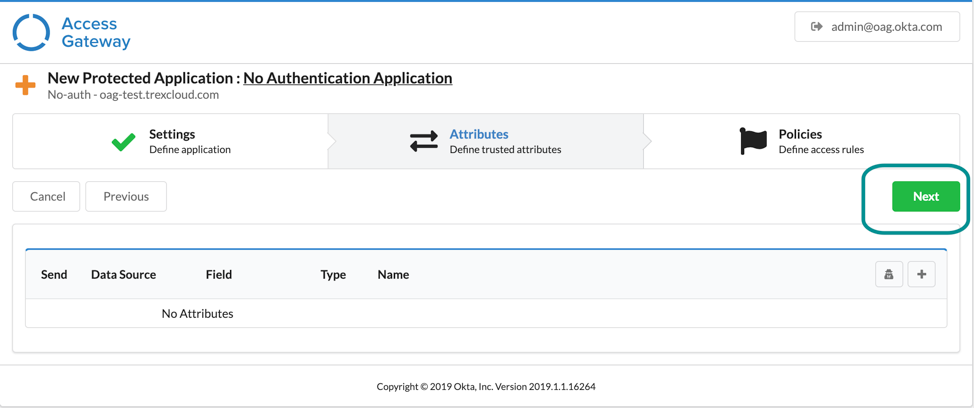 Access
Gateway
admin@oag.okta.com
New Protected Application : No Authentication Application
No-auth - oag-test.trexcloud.com
Settings
Define application
Attributes
Define trusted attributes
Policies
Define access rules
Cancel Previous Next
Send Data Source Field Type Name
No Attributes
Copyright © 2019 Okta, Inc. Version 2019.1.1.16264